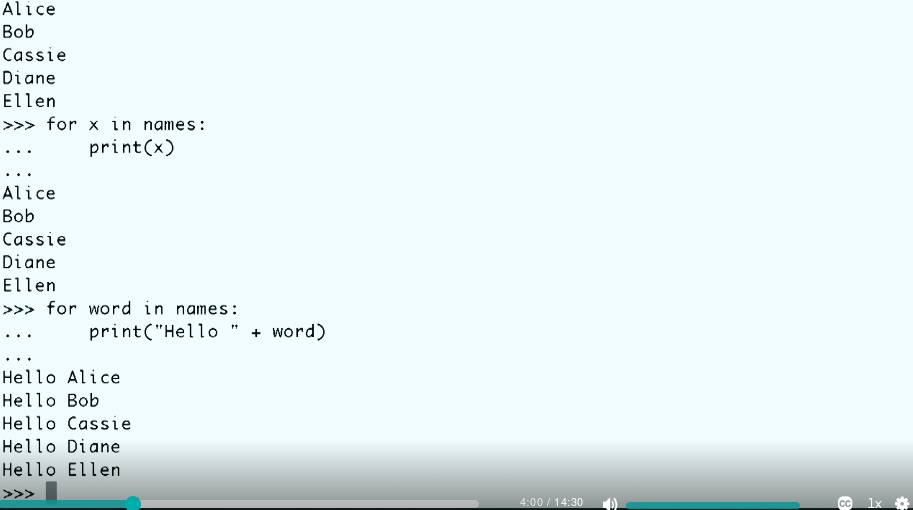 Alice
Bob
Cassie
Diane
Ellen
>>> for x in names:
...     print(x)
...
Alice
Bob
Cassie
Diane
Ellen
>>> for word in names:
...     print("Hello " + word)
...
Hello Alice
Hello Bob
Hello Cassie
Hello Diane
Hello Ellen
>>>
4:00 / 14:30 CC 1x